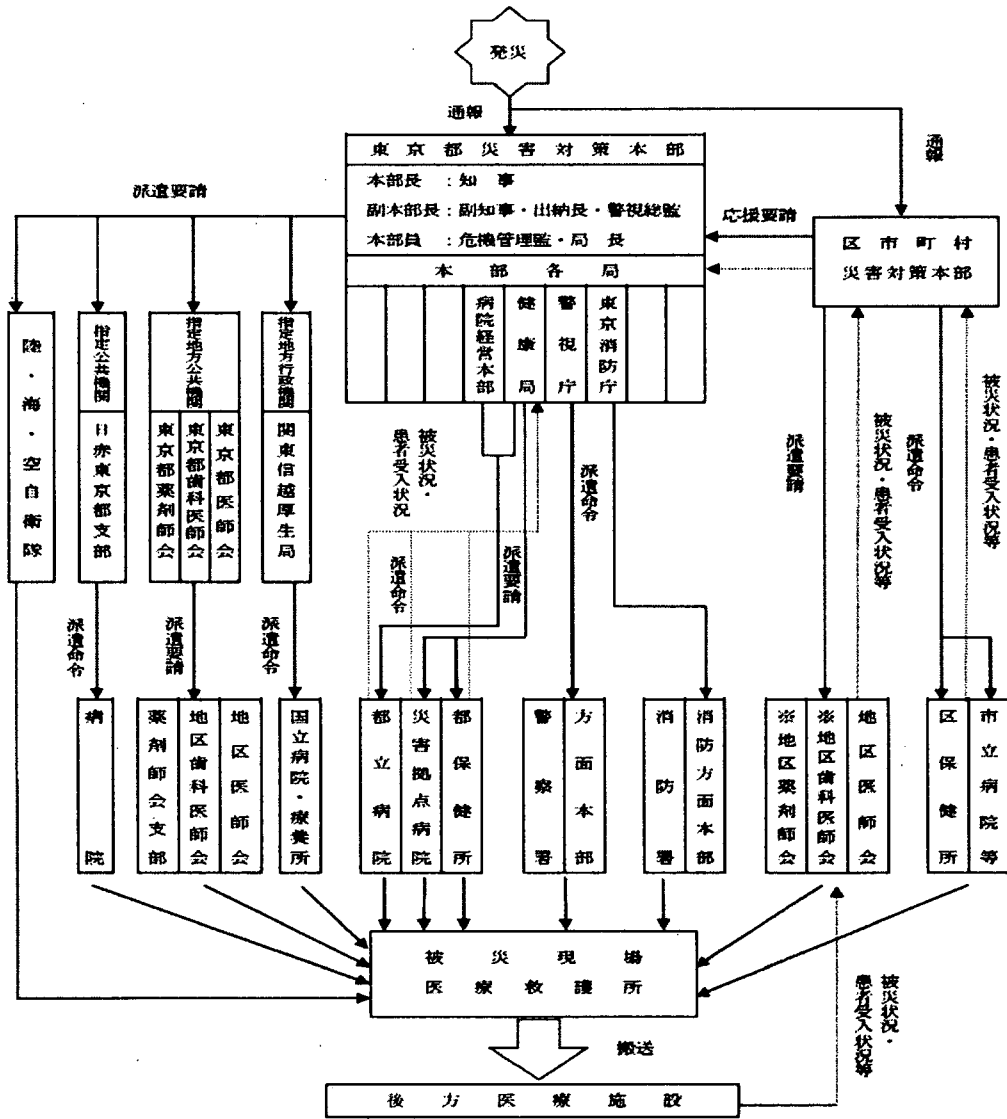 発災
通報
通報
東京都災害対策本部
本部長：知事
副本部長：副知事・出納長・警視総監
本部員：危機管理監・局長
本部各局
病院経営本部
健康局
警視庁
東京消防庁
派遣要請
応援要請
区市町村
災害対策本部
陸・海・空自衛隊
指定公共機関
日赤東京都支部
指定地方公共機関
東京都薬剤師会
東京都歯科医師会
東京都医師会
指定地方行政機関
関東信越厚生局
被災状況・
患者受入状況
派遣命令
派遣要請
派遣命令
派遣要請
被災状況・患者受入状況等
派遣命令
被災状況・患者受入状況等
派遣命令
派遣要請
派遣命令
病院
薬剤師会支部
地区歯科医師会
地区医師会
国立病院・療養所
都立病院
災害拠点病院
都保健所
警察署
方面本部
消防署
消防方面本部
※地区薬剤師会
※地区歯科医師会
地区医師会
区保健所
市立病院等
被災現場
医療救護所
搬送
被災状況・
患者受入状況等
後方医療施設